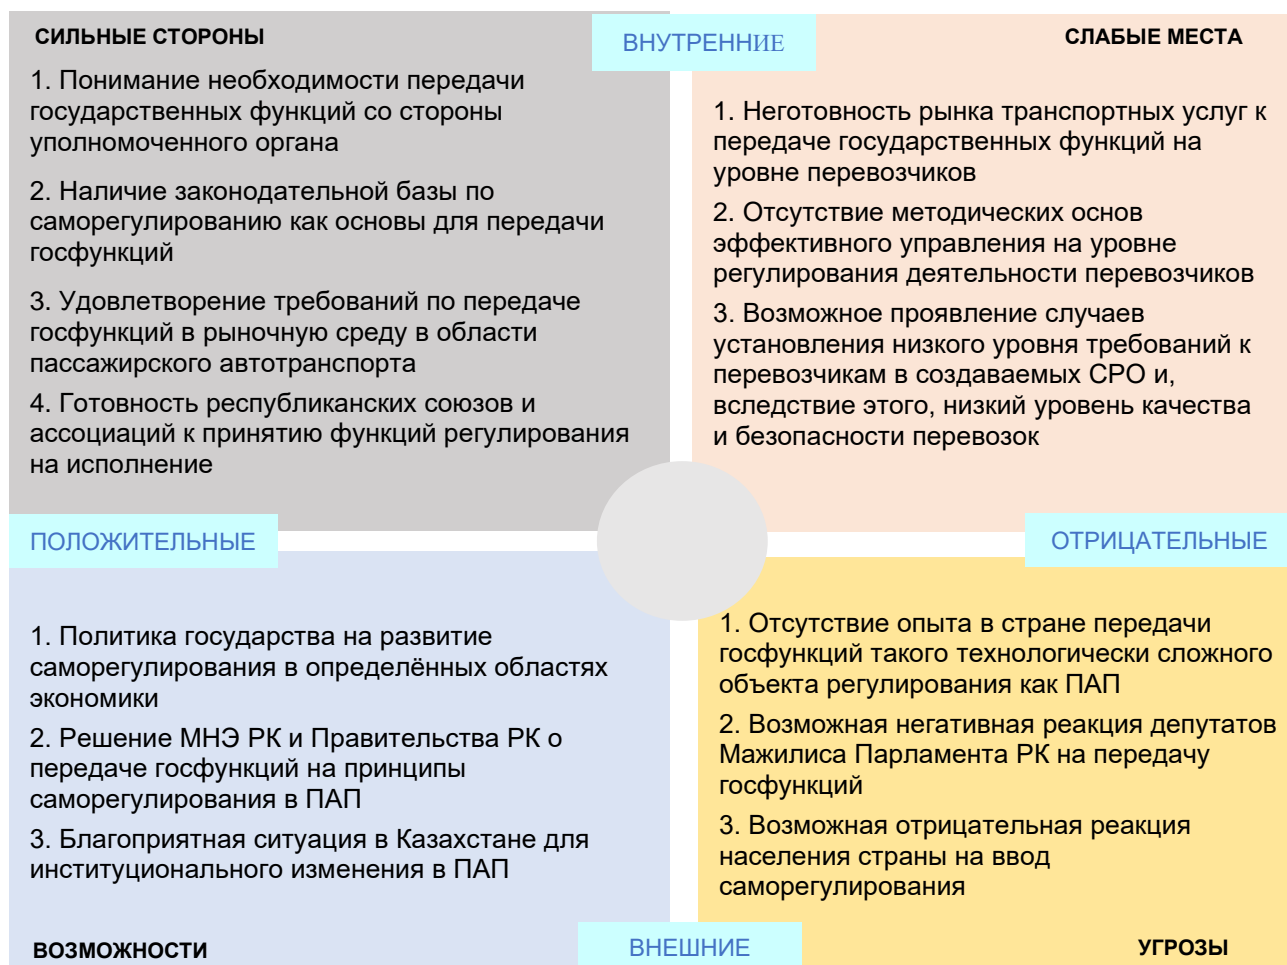 СИЛЬНЫЕ СТОРОНЫ
1. Понимание необходимости передачи
государственных функций со стороны
уполномоченного органа
2. Наличие законодательной базы по
саморегулированию как основы для передачи
госфункций
3. Удовлетворение требований по передаче
госфункций в рыночную среду в области
пассажирского автотранспорта
4. Готовность республиканских союзов и
ассоциаций к принятию функций регулирования
на исполнение
ВНУТРЕННИЕ
СЛАБЫЕ МЕСТА
1. Неготовность рынка транспортных услуг к
передаче государственных функций на
уровне перевозчиков
2. Отсутствие методических основ
эффективного управления на уровне
регулирования деятельности перевозчиков
3. Возможное проявление случаев
установления низкого уровня требований к
перевозчикам в создаваемых СРО и,
вследствие этого, низкий уровень качества
и безопасности перевозок
ПОЛОЖИТЕЛЬНЫЕ
ОТРИЦАТЕЛЬНЫЕ
1. Политика государства на развитие
саморегулирования в определённых областях
экономики
2. Решение МНЭ РК и Правительства РК о
передаче госфункций на принципы
саморегулирования в ПАП
3. Благоприятная ситуация в Казахстане для
институционального изменения в ПАП
ВОЗМОЖНОСТИ
ВНЕШНИЕ
1. Отсутствие опыта в стране передачи
госфункций такого технологически сложного
объекта регулирования как ПАП
2. Возможная негативная реакция депутатов
Мажилиса Парламента РК на передачу
госфункций
3. Возможная отрицательная реакция
населения страны на ввод
саморегулирования
УГРОЗЫ